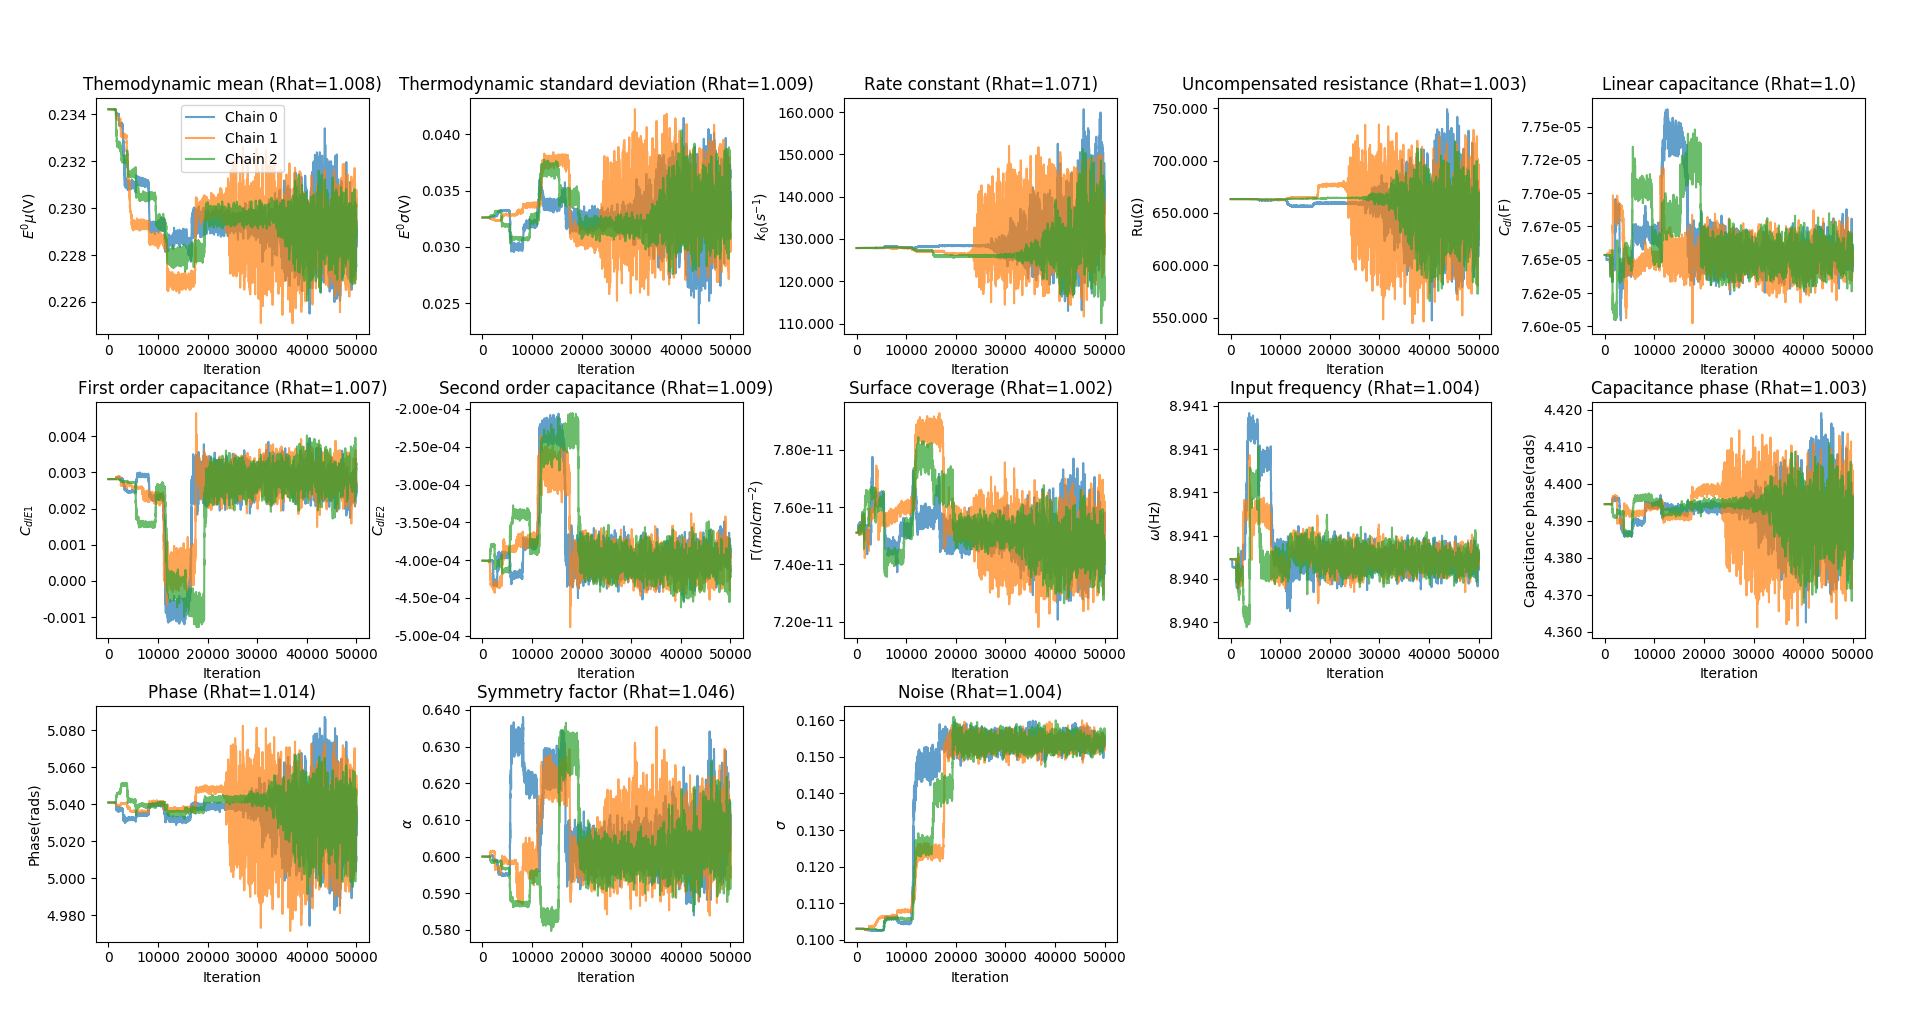 Themodynamic mean (Rhat=1.008)
0.234
0.232
0.230
0.228
0.226
E⁰μ(V)
Chain 0
Chain 1
Chain 2
0 10000 20000 30000 40000 50000
Iteration
Thermodynamic standard deviation (Rhat=1.009)
0.040
0.035
0.030
0.025
E⁰σ(V)
0 10000 20000 30000 40000 50000
Iteration
Rate constant (Rhat=1.071)
160.000
150.000
140.000
130.000
120.000
110.000
k₀(s⁻¹)
0 10000 20000 30000 40000 50000
Iteration
Uncompensated resistance (Rhat=1.003)
750.000
700.000
650.000
600.000
550.000
Ru(Ω)
0 10000 20000 30000 40000 50000
Iteration
Linear capacitance (Rhat=1.0)
7.75e-05
7.72e-05
7.70e-05
7.67e-05
7.65e-05
7.62e-05
7.60e-05
C_dl(F)
0 10000 20000 30000 40000 50000
Iteration
First order capacitance (Rhat=1.007)
0.004
0.003
0.002
0.001
0.000
-0.001
C_dlE1
0 10000 20000 30000 40000 50000
Iteration
Second order capacitance (Rhat=1.009)
-2.00e-04
-2.50e-04
-3.00e-04
-3.50e-04
-4.00e-04
-4.50e-04
-5.00e-04
C_dlE2
0 10000 20000 30000 40000 50000
Iteration
Surface coverage (Rhat=1.002)
7.80e-11
7.60e-11
7.40e-11
7.20e-11
Γ(molcm⁻²)
0 10000 20000 30000 40000 50000
Iteration
Input frequency (Rhat=1.004)
8.941
8.941
8.941
8.941
8.940
8.940
ω(Hz)
0 10000 20000 30000 40000 50000
Iteration
Capacitance phase (Rhat=1.003)
4.420
4.410
4.400
4.390
4.380
4.370
4.360
Capacitance phase(rads)
0 10000 20000 30000 40000 50000
Iteration
Phase (Rhat=1.014)
5.080
5.060
5.040
5.020
5.000
4.980
Phase(rads)
0 10000 20000 30000 40000 50000
Iteration
Symmetry factor (Rhat=1.046)
0.640
0.630
0.620
0.610
0.600
0.590
0.580
α
0 10000 20000 30000 40000 50000
Iteration
Noise (Rhat=1.004)
0.160
0.150
0.140
0.130
0.120
0.110
0.100
σ
0 10000 20000 30000 40000 50000
Iteration